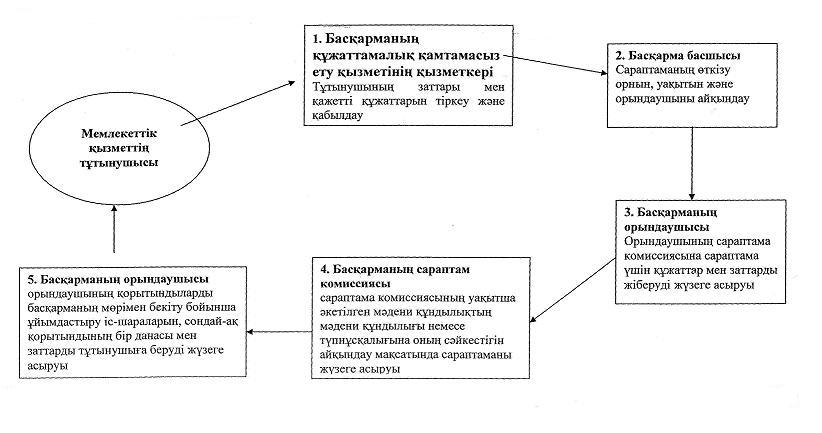 Мемлекеттік
қызметтің
тұтынушысы
1. Басқарманың
құжаттамалық қамтамасыз
ету қызметінің қызметкері
Тұтынушының заттары мен
қажетті құжаттарын тіркеу және
қабылдау
2. Басқарма басшысы
Сараптаманың өткізу
орнын, уақытын және
орындаушыны айқындау
3. Басқарманың
орындаушысы
Орындаушының сараптама
комиссиясына сараптама
үшін құжаттар мен заттарды
жіберуді жүзеге асыруы
4. Басқарманың сараптам
комиссиясы
сараптама комиссиясының уақытша
әкетілген мәдени құндылықтың
мәдени құндылығы немесе
түпнұсқалығына оның сәйкестігін
айқындау мақсатында сараптаманы
жүзеге асыруы
5. Басқарманың орындаушысы
орындаушының қорытындыларды
басқарманың мөрімен бекіту бойынша
ұйымдастыру іс-шараларын, сондай-ақ
қорытындының бір данасы мен
заттарды тұтынушыға беруді жүзеге
асыруы